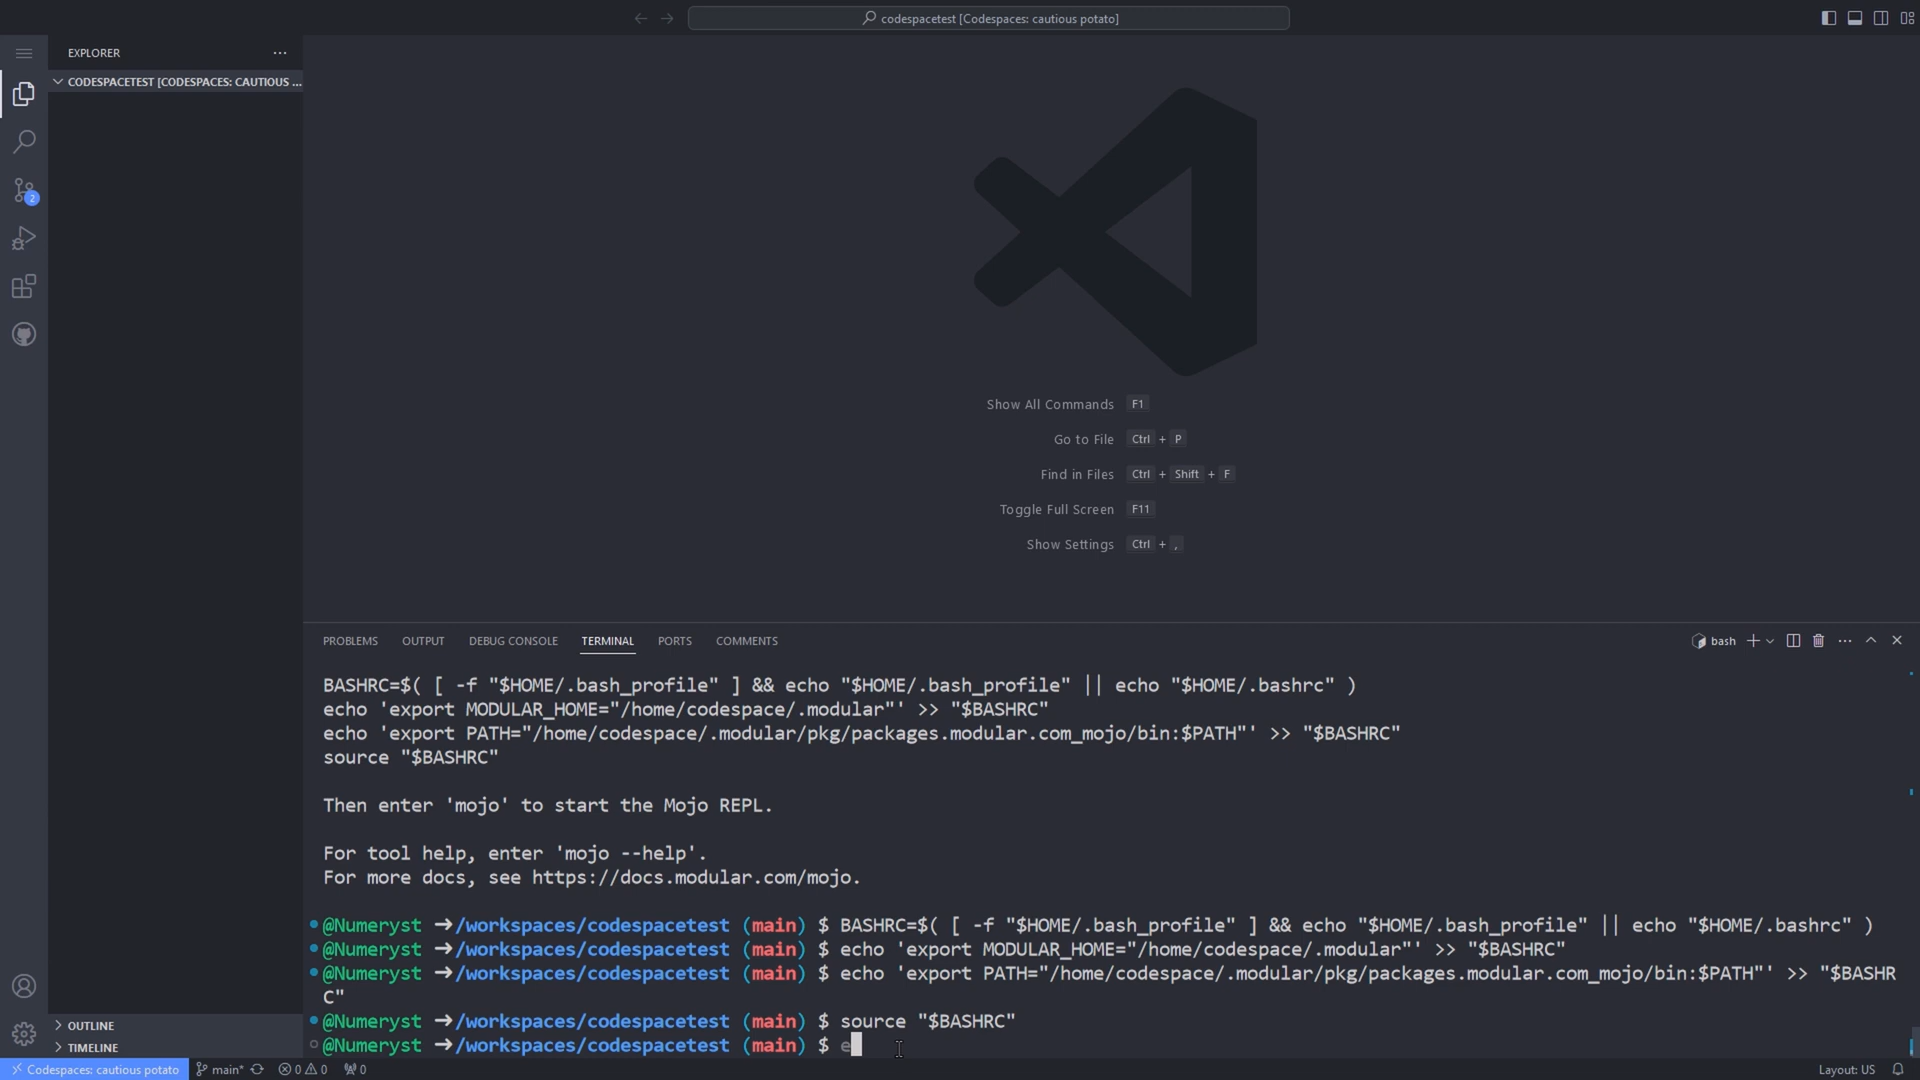 codespacetest [Codespaces: cautious potato]
EXPLORER
CODESPACETEST [CODESPACES: CAUTIOUS ...
2
Show All Commands F1
Go to File Ctrl + P
Find in Files Ctrl + Shift + F
Toggle Full Screen F11
Show Settings Ctrl + ,
PROBLEMS OUTPUT DEBUG CONSOLE TERMINAL PORTS COMMENTS bash
BASHRC=$( [ -f "$HOME/.bash_profile" ] && echo "$HOME/.bash_profile" || echo "$HOME/.bashrc" )
echo 'export MODULAR_HOME="/home/codespace/.modular"' >> "$BASHRC"
echo 'export PATH="/home/codespace/.modular/pkg/packages.modular.com_mojo/bin:$PATH"' >> "$BASHRC"
source "$BASHRC"
Then enter 'mojo' to start the Mojo REPL.
For tool help, enter 'mojo --help'.
For more docs, see https://docs.modular.com/mojo.
@Numeryst ➜/workspaces/codespacetest (main) $ BASHRC=$( [ -f "$HOME/.bash_profile" ] && echo "$HOME/.bash_profile" || echo "$HOME/.bashrc" )
@Numeryst ➜/workspaces/codespacetest (main) $ echo 'export MODULAR_HOME="/home/codespace/.modular"' >> "$BASHRC"
@Numeryst ➜/workspaces/codespacetest (main) $ echo 'export PATH="/home/codespace/.modular/pkg/packages.modular.com_mojo/bin:$PATH"' >> "$BASHR
C"
@Numeryst ➜/workspaces/codespacetest (main) $ source "$BASHRC"
@Numeryst ➜/workspaces/codespacetest (main) $ e
OUTLINE
TIMELINE
Codespaces: cautious potato main* 0 0 0 Layout: US